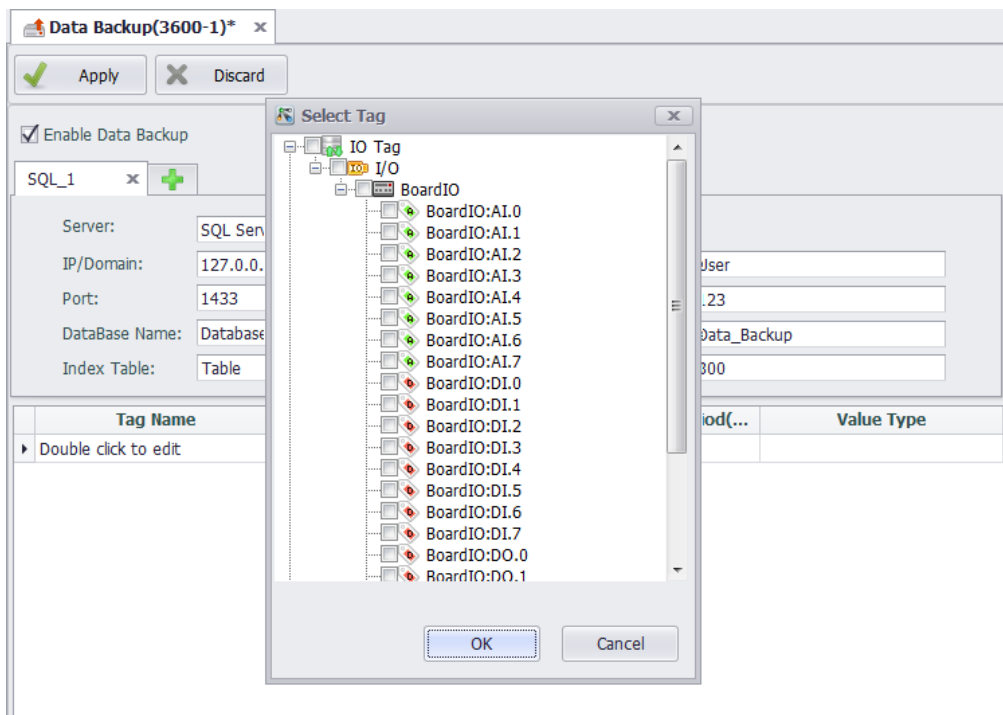 Data Backup(3600-1)* x
Apply Discard
Select Tag
Enable Data Backup
SQL_1
Server: SQL Ser
IP/Domain: 127.0.0. User
Port: 1433 .23
DataBase Name: Database Data_Backup
Index Table: Table 300
Tag Name iod(... Value Type
Double click to edit
IO Tag
I/O
BoardIO
BoardIO:AI.0
BoardIO:AI.1
BoardIO:AI.2
BoardIO:AI.3
BoardIO:AI.4
BoardIO:AI.5
BoardIO:AI.6
BoardIO:AI.7
BoardIO:DI.0
BoardIO:DI.1
BoardIO:DI.2
BoardIO:DI.3
BoardIO:DI.4
BoardIO:DI.5
BoardIO:DI.6
BoardIO:DI.7
BoardIO:DO.0
BoardIO:DO.1
OK Cancel